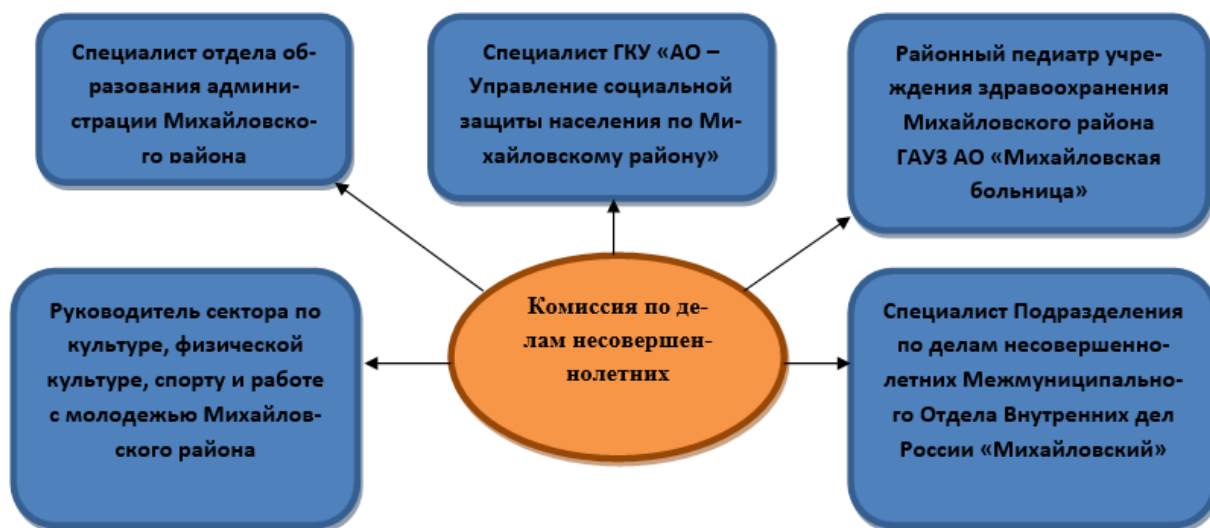 Специалист отдела об-
разования админи-
страции Михайловско-
го района
Специалист ГКУ «АО –
Управление социальной
защиты населения по Ми-
хайловскому району»
Районный педиатр учре-
ждения здравоохранения
Михайловского района
ГАУЗ АО «Михайловская
больница»
Комиссия по де-
лам несовершен-
нолетних
Руководитель сектора по
культуре, физической
культуре, спорту и работе
с молодежью Михайлов-
ского района
Специалист Подразделения
по делам несовершенно-
летних Межмуниципально-
го Отдела Внутренних дел
России «Михайловский»